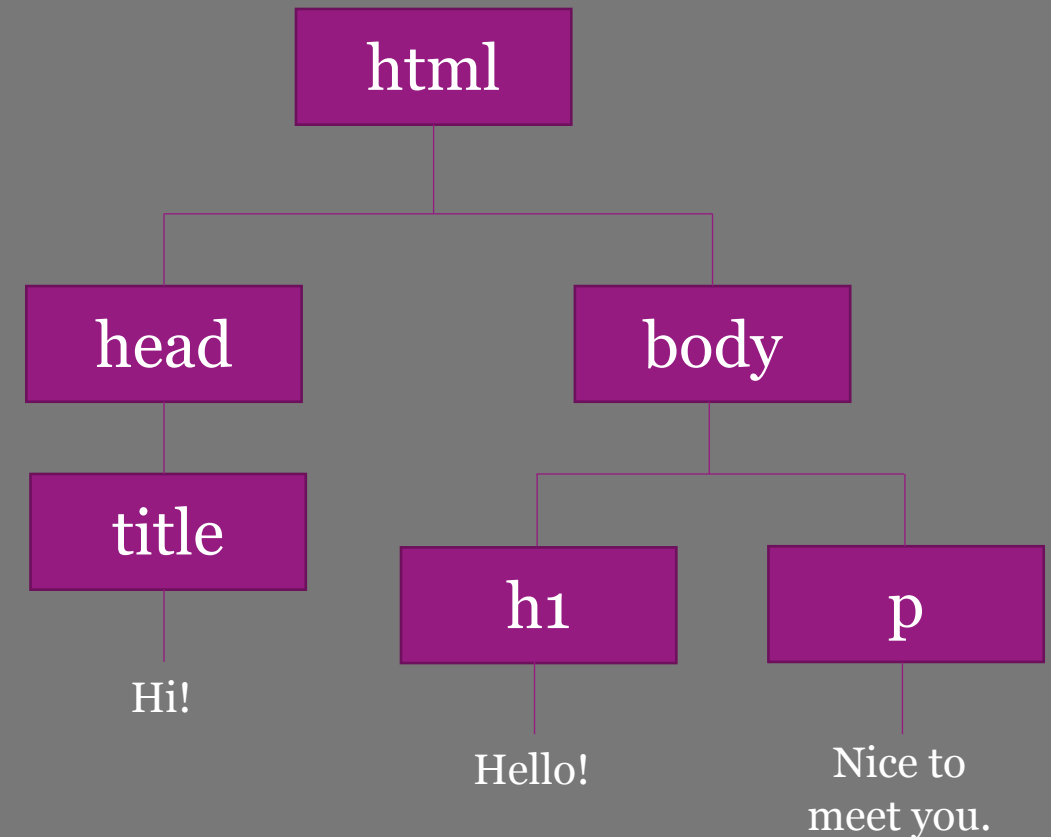 html
head
body
title
h1
p
Hi!
Hello!
Nice to
meet you.